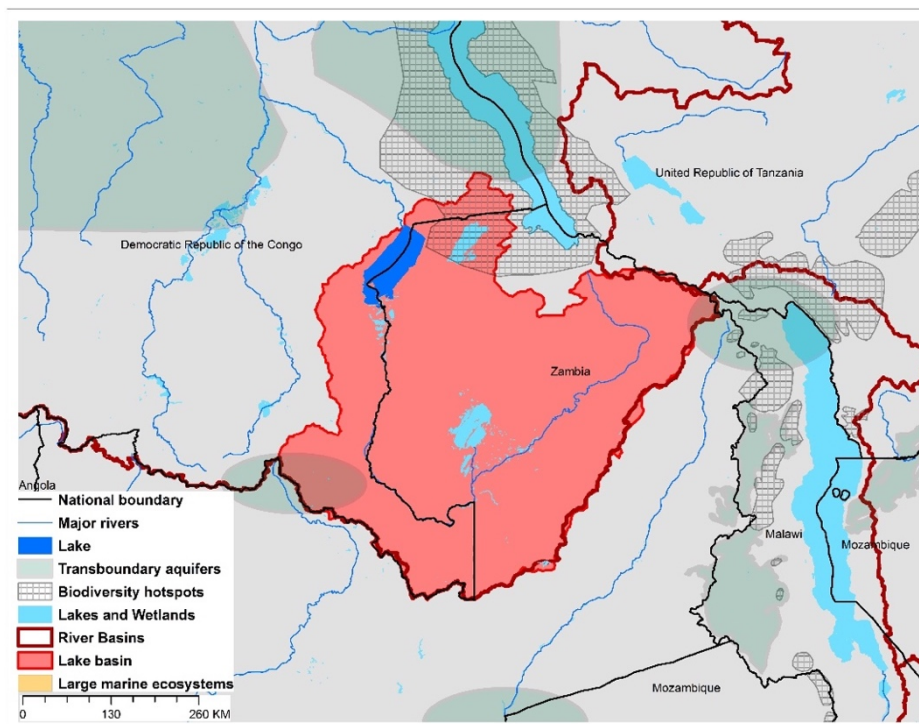 United Republic of Tanzania
Democratic Republic of the Congo
Zambia
Angola
Malawi
Mozambique
Mozambique
National boundary
Major rivers
Lake
Transboundary aquifers
Biodiversity hotspots
Lakes and Wetlands
River Basins
Lake basin
Large marine ecosystems
0 130 260 KM